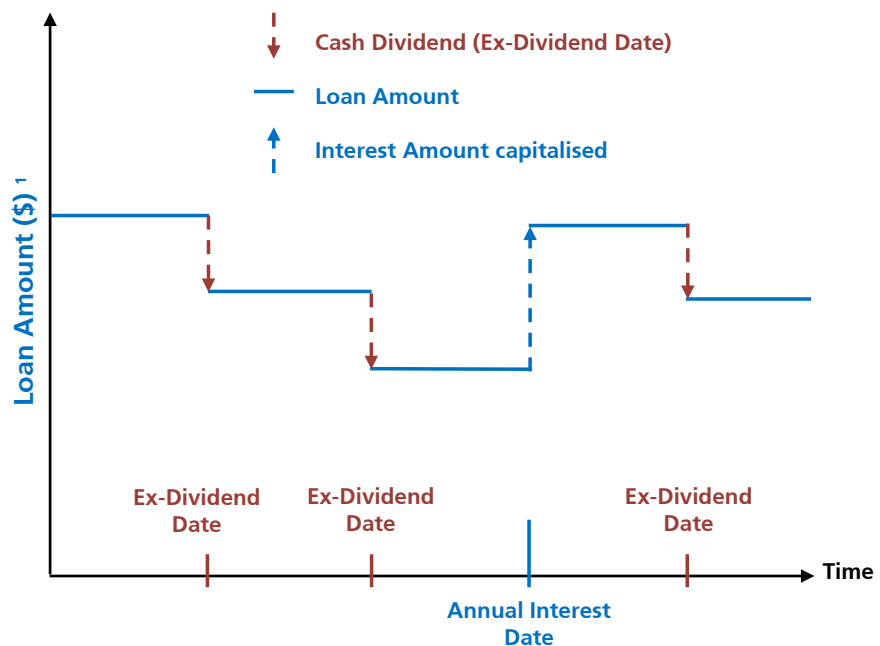 Cash Dividend (Ex-Dividend Date)
Loan Amount
Interest Amount capitalised
Loan Amount ($) ¹
Ex-Dividend
Date
Ex-Dividend
Date
Ex-Dividend
Date
Time
Annual Interest
Date